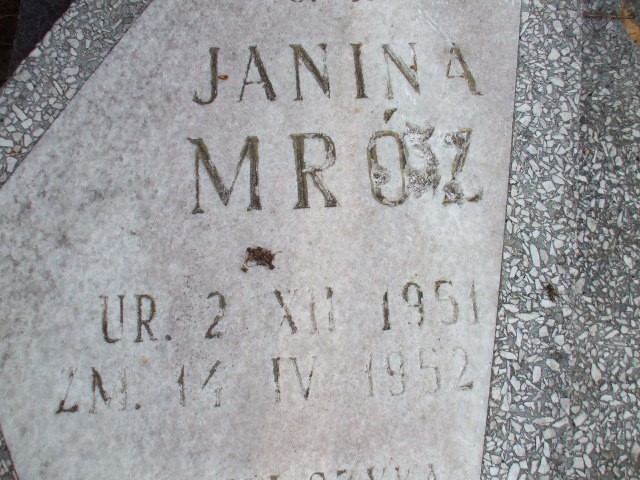 JANINA
MRÓZ
UR. 2 XII 1951
ZM. 14 IV 1952